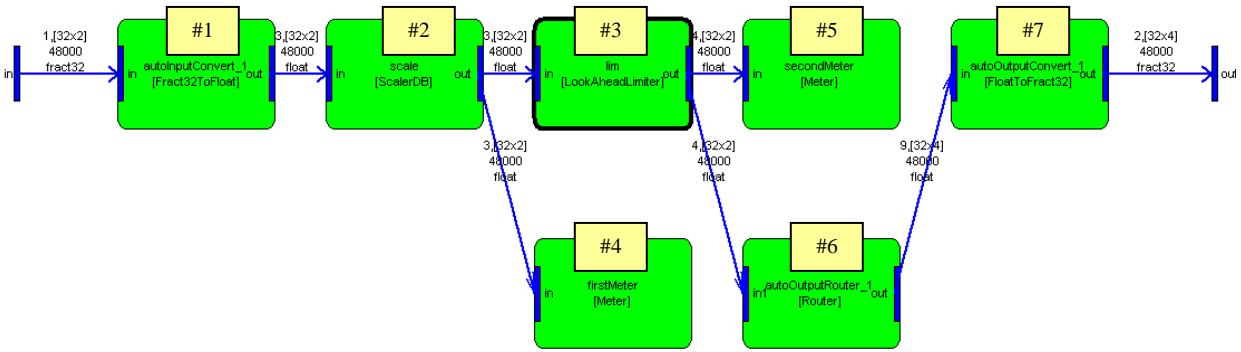 #1
#2
#3
#5
#7
1,[32x2]
48000
fract32
3,[32x2]
48000
float
3,[32x2]
48000
float
4,[32x2]
48000
float
2,[32x4]
48000
fract32
in
in
autoInputConvert_1
out
[Fract32ToFloat]
in
scale
out
[ScalerDB]
in
lim
out
[LookAheadLimiter]
in
secondMeter
[Meter]
in
autoOutputConvert_1
out
[FloatToFract32]
out
3,[32x2]
48000
float
4,[32x2]
48000
float
9,[32x4]
48000
float
#4
#6
in
firstMeter
[Meter]
in1
autoOutputRouter_1
out
[Router]